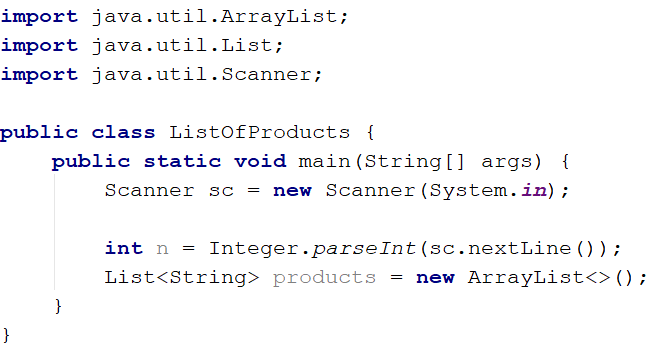 import java.util.ArrayList;
import java.util.List;
import java.util.Scanner;

public class ListOfProducts {
    public static void main(String[] args) {
        Scanner sc = new Scanner(System.in);

        int n = Integer.parseInt(sc.nextLine());
        List<String> products = new ArrayList<>();
    }
}